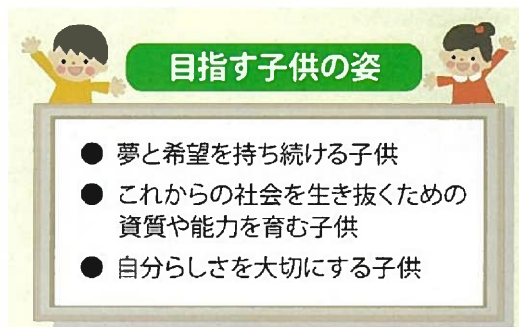 目指す子供の姿
● 夢と希望を持ち続ける子供
● これからの社会を生き抜くための
資質や能力を育む子供
● 自分らしさを大切にする子供